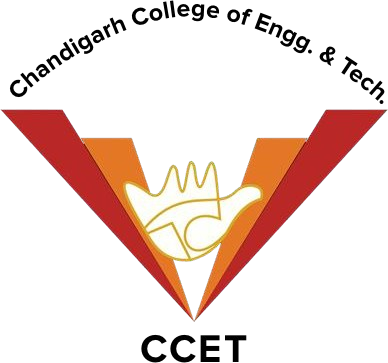 Chandigarh College of Engg. & Tech.
CCET